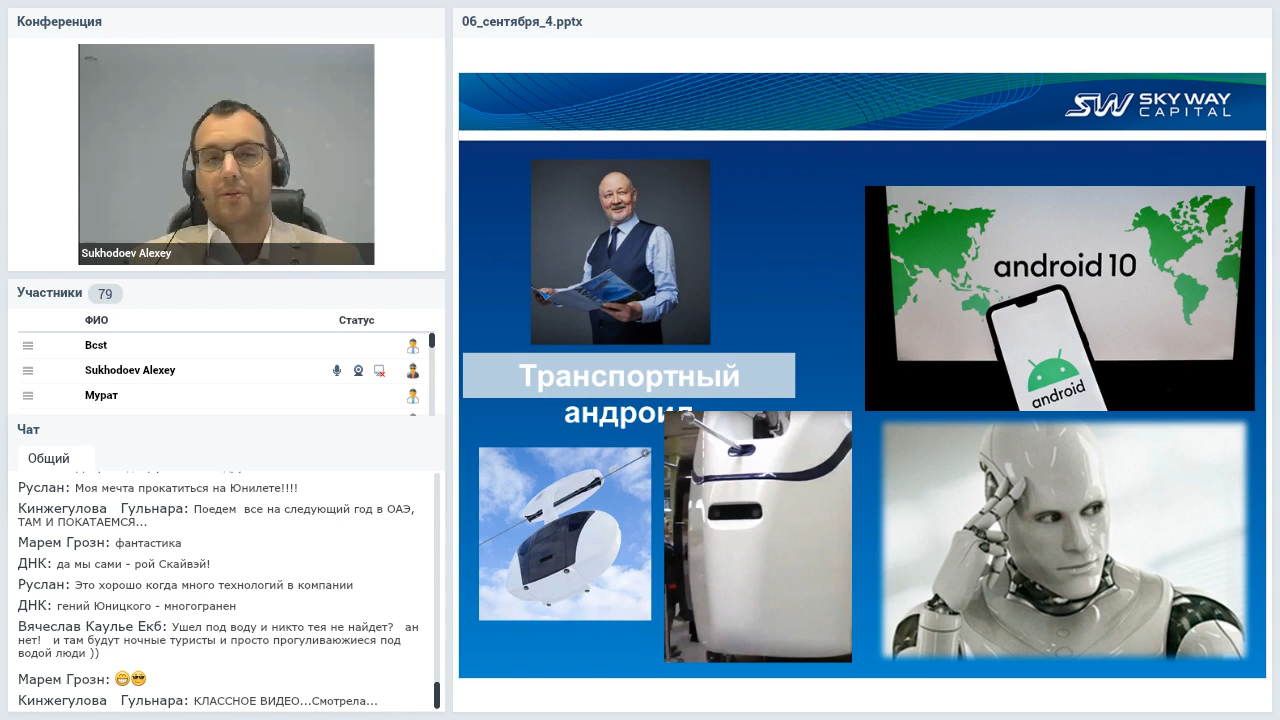 Конференция
Sukhodoev Alexey
Участники 79
ФИО Статус
Bcst
Sukhodoev Alexey
Мурат
Чат
Общий
Руслан: Моя мечта прокатиться на Юнилете!!!!
Кинжегулова Гульнара: Поедем все на следующий год в ОАЭ,
ТАМ И ПОКАТАЕМСЯ...
Марем Грозн: фантастика
ДНК: да мы сами - рой Скайвэй!
Руслан: Это хорошо когда много технологий в компании
ДНК: гений Юницкого - многогранен
Вячеслав Каулье Екб: Ушел под воду и никто тея не найдет? ан
нет! и там будут ночные туристы и просто прогуливаюжиеся под
водой люди ))
Марем Грозн:
Кинжегулова Гульнара: КЛАССНОЕ ВИДЕО...Смотрела...
06_сентября_4.pptx
SW SKY WAY
CAPITAL
Транспортный
андроид
android 10
android